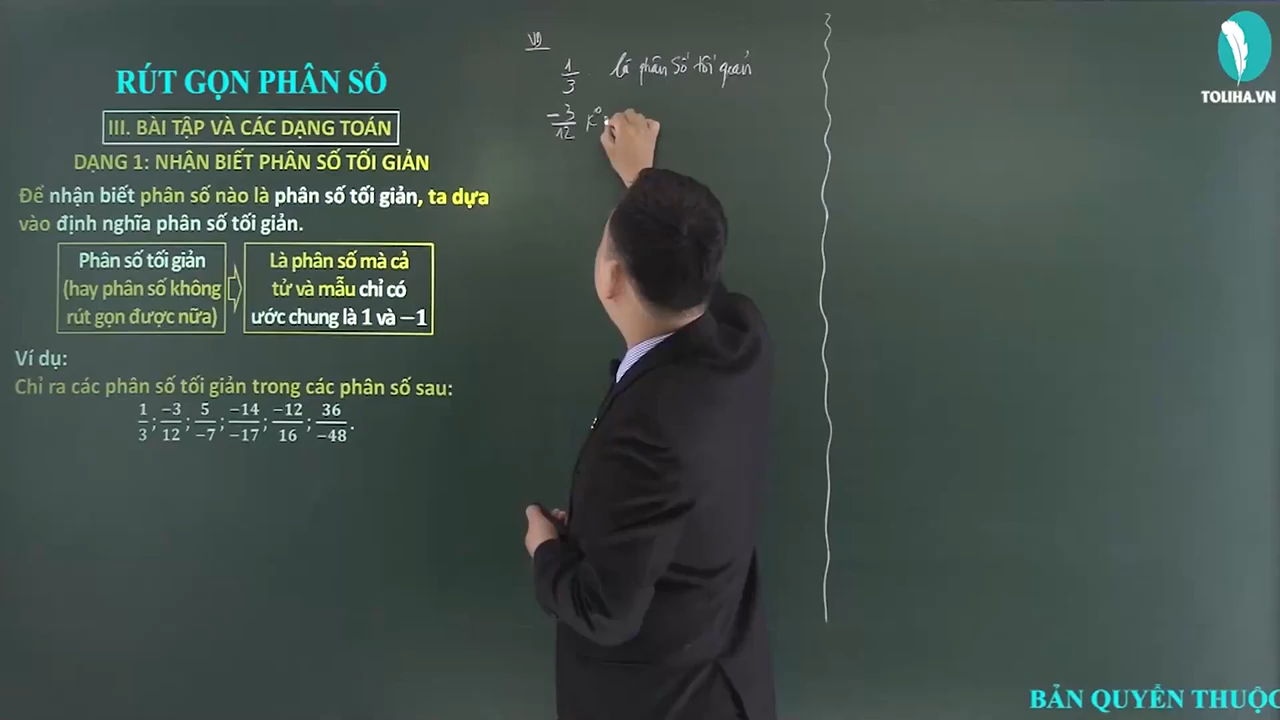 RÚT GỌN PHÂN SỐ
III. BÀI TẬP VÀ CÁC DẠNG TOÁN
DẠNG 1: NHẬN BIẾT PHÂN SỐ TỐI GIẢN
Để nhận biết phân số nào là phân số tối giản, ta dựa
vào định nghĩa phân số tối giản.
Phân số tối giản
(hay phân số không
rút gọn được nữa)
Là phân số mà cả
tử và mẫu chỉ có
ước chung là 1 và −1
Ví dụ:
Chỉ ra các phân số tối giản trong các phân số sau:
1/3; −3/12; 5/−7; −14/−17; −12/16; 36/−48.
VD
1/3 là phân số tối giản
−3/12 K°
TOLIHA.VN
BẢN QUYỀN THUỘC